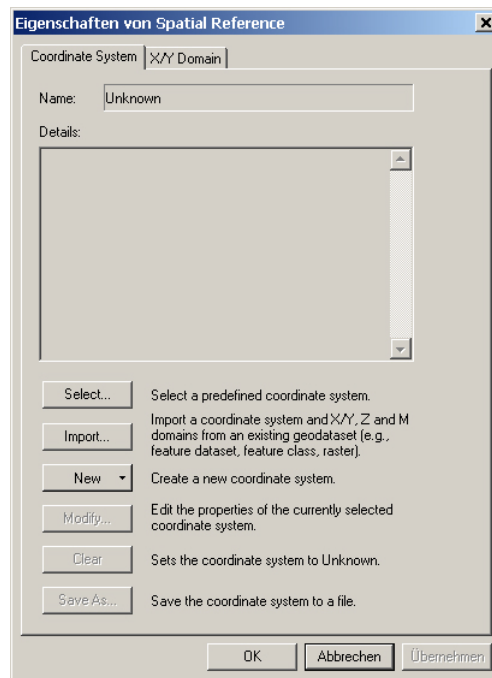 Eigenschaften von Spatial Reference
Coordinate System
X/Y Domain
Name:
Unknown
Details:
Select...
Select a predefined coordinate system.
Import...
Import a coordinate system and X/Y, Z and M
domains from an existing geodataset (e.g.,
feature dataset, feature class, raster).
New
Create a new coordinate system.
Modify...
Edit the properties of the currently selected
coordinate system.
Clear
Sets the coordinate system to Unknown.
Save As...
Save the coordinate system to a file.
OK
Abbrechen
Übernehmen